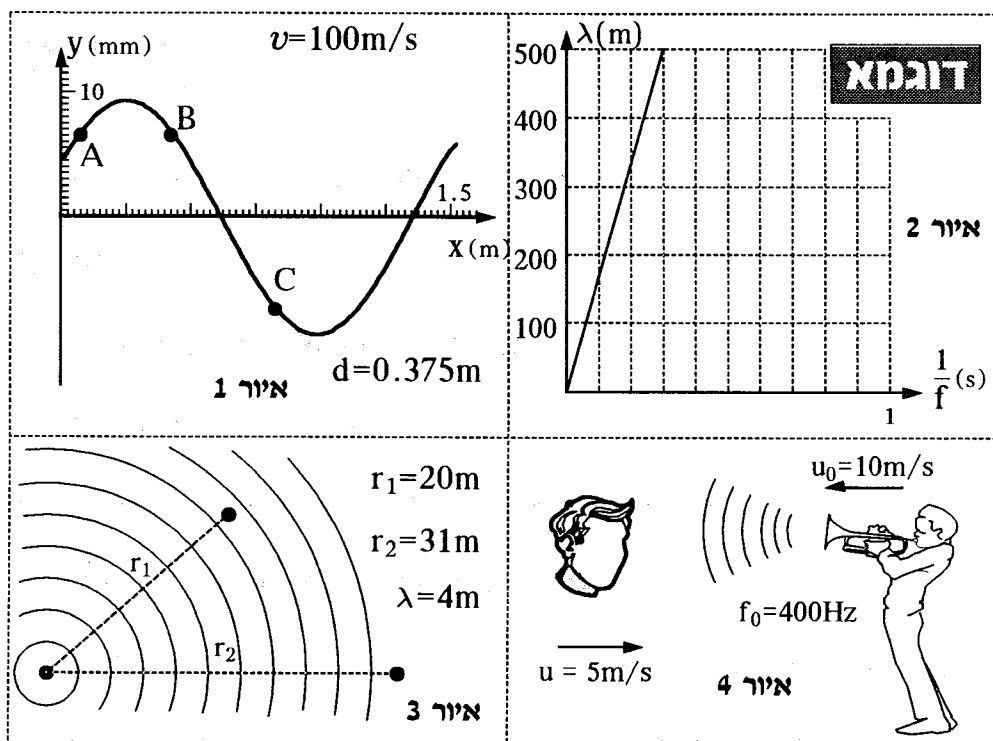 y(mm)
υ=100m/s
10
A
B
C
1.5
x(m)
d=0.375m
איור 1
λ(m)
דוגמא
500
400
300
200
100
איור 2
1/f (s)
1
r₁=20m
r₂=31m
λ=4m
r₁
r₂
איור 3
u₀=10m/s
f₀=400Hz
u = 5m/s
איור 4